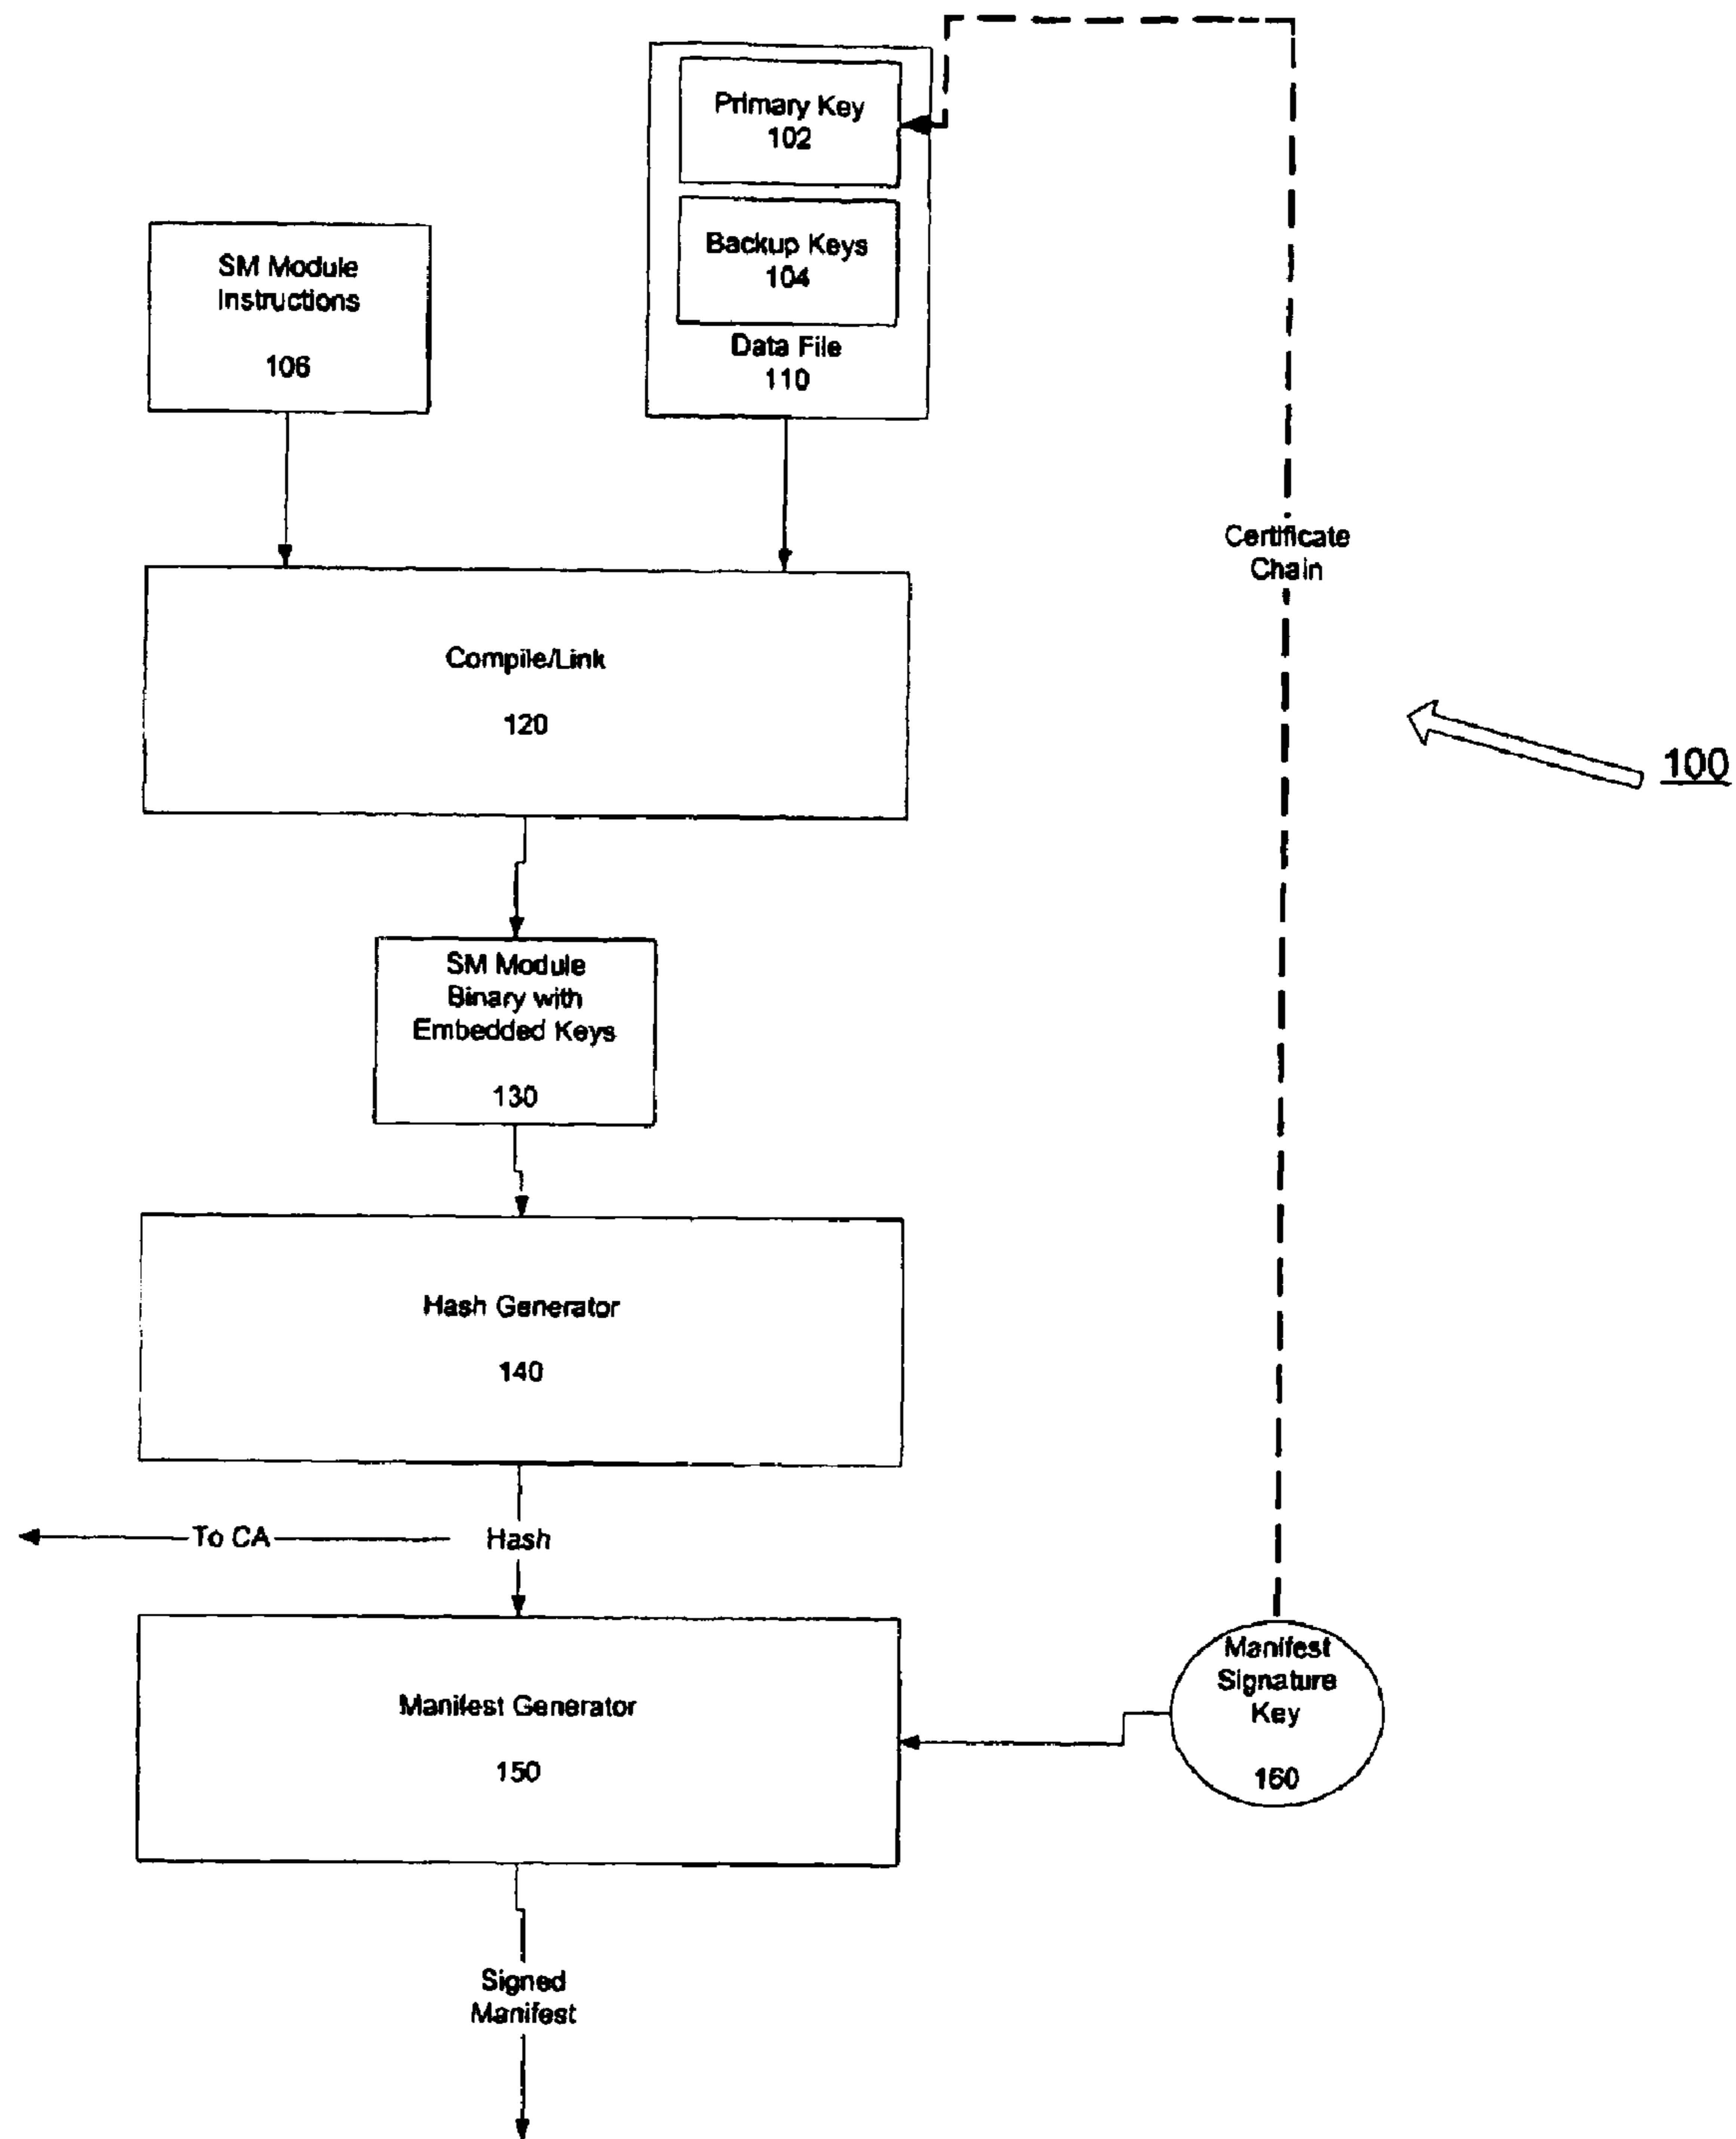 Primary Key
102
Backup Keys
104
Data File
110
SM Module
Instructions
106
Certificate
Chain
Compile/Link
120
100
SM Module
Binary with
Embedded Keys
130
Hash Generator
140
To CA
Hash
Manifest Generator
150
Manifest
Signature
Key
160
Signed
Manifest